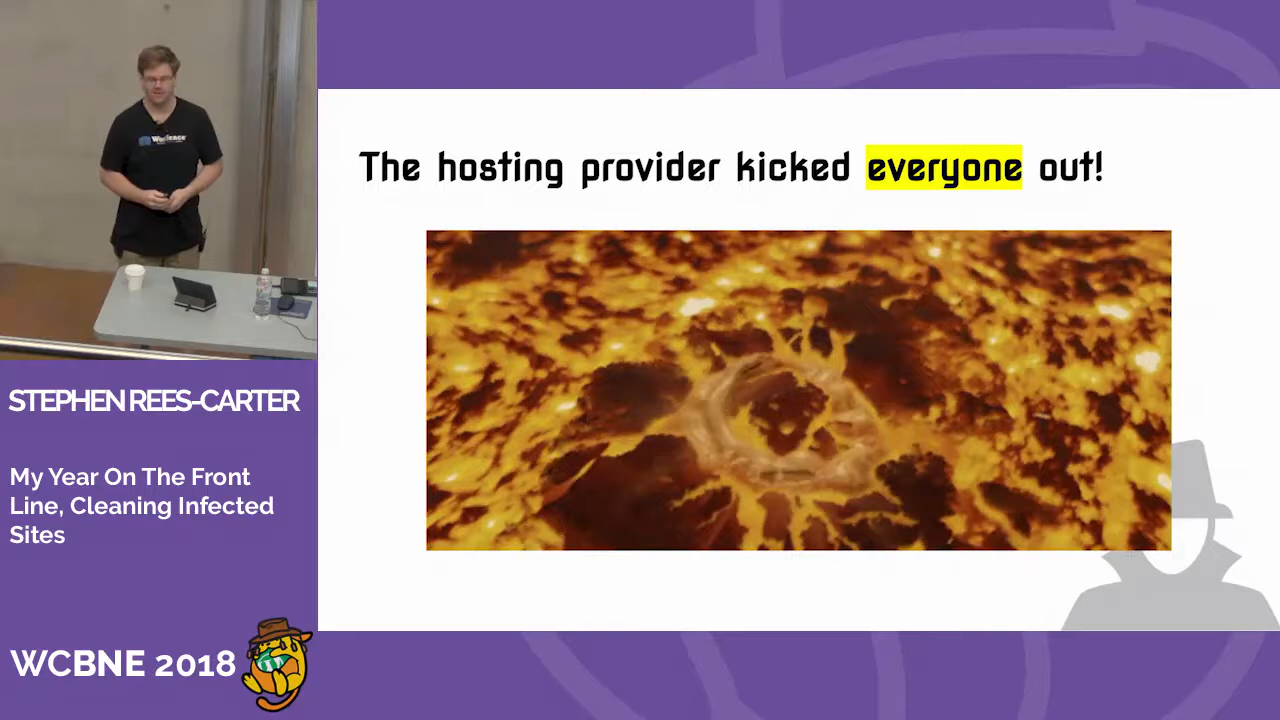 Wordfence
The hosting provider kicked everyone out!
STEPHEN REES-CARTER
My Year On The Front
Line, Cleaning Infected
Sites
WCBNE 2018